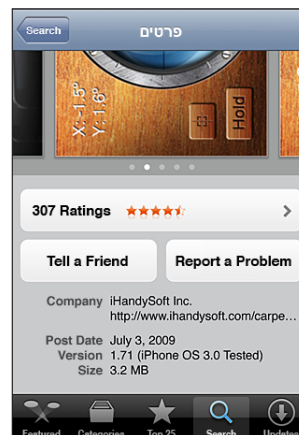 Search
פרטים
X: -1.5°
Y: 1.6°
Hold
307 Ratings
Tell a Friend
Report a Problem
Company iHandySoft Inc.
http://www.ihandysoft.com/carpe...
Post Date July 3, 2009
Version 1.71 (iPhone OS 3.0 Tested)
Size 3.2 MB
Featured
Categories
Top 25
Search
Updates